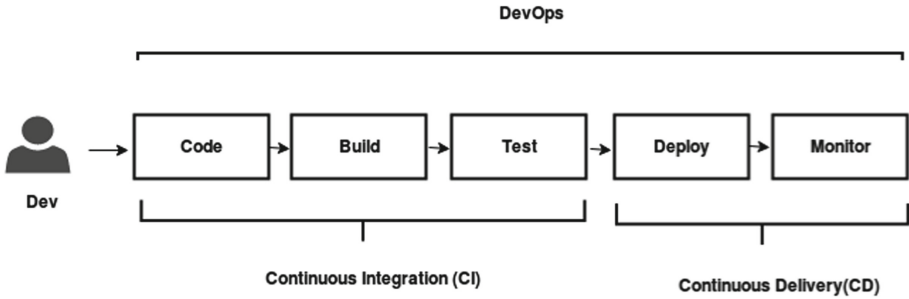 DevOps
Code
Build
Test
Deploy
Monitor
Dev
Continuous Integration (CI)
Continuous Delivery(CD)